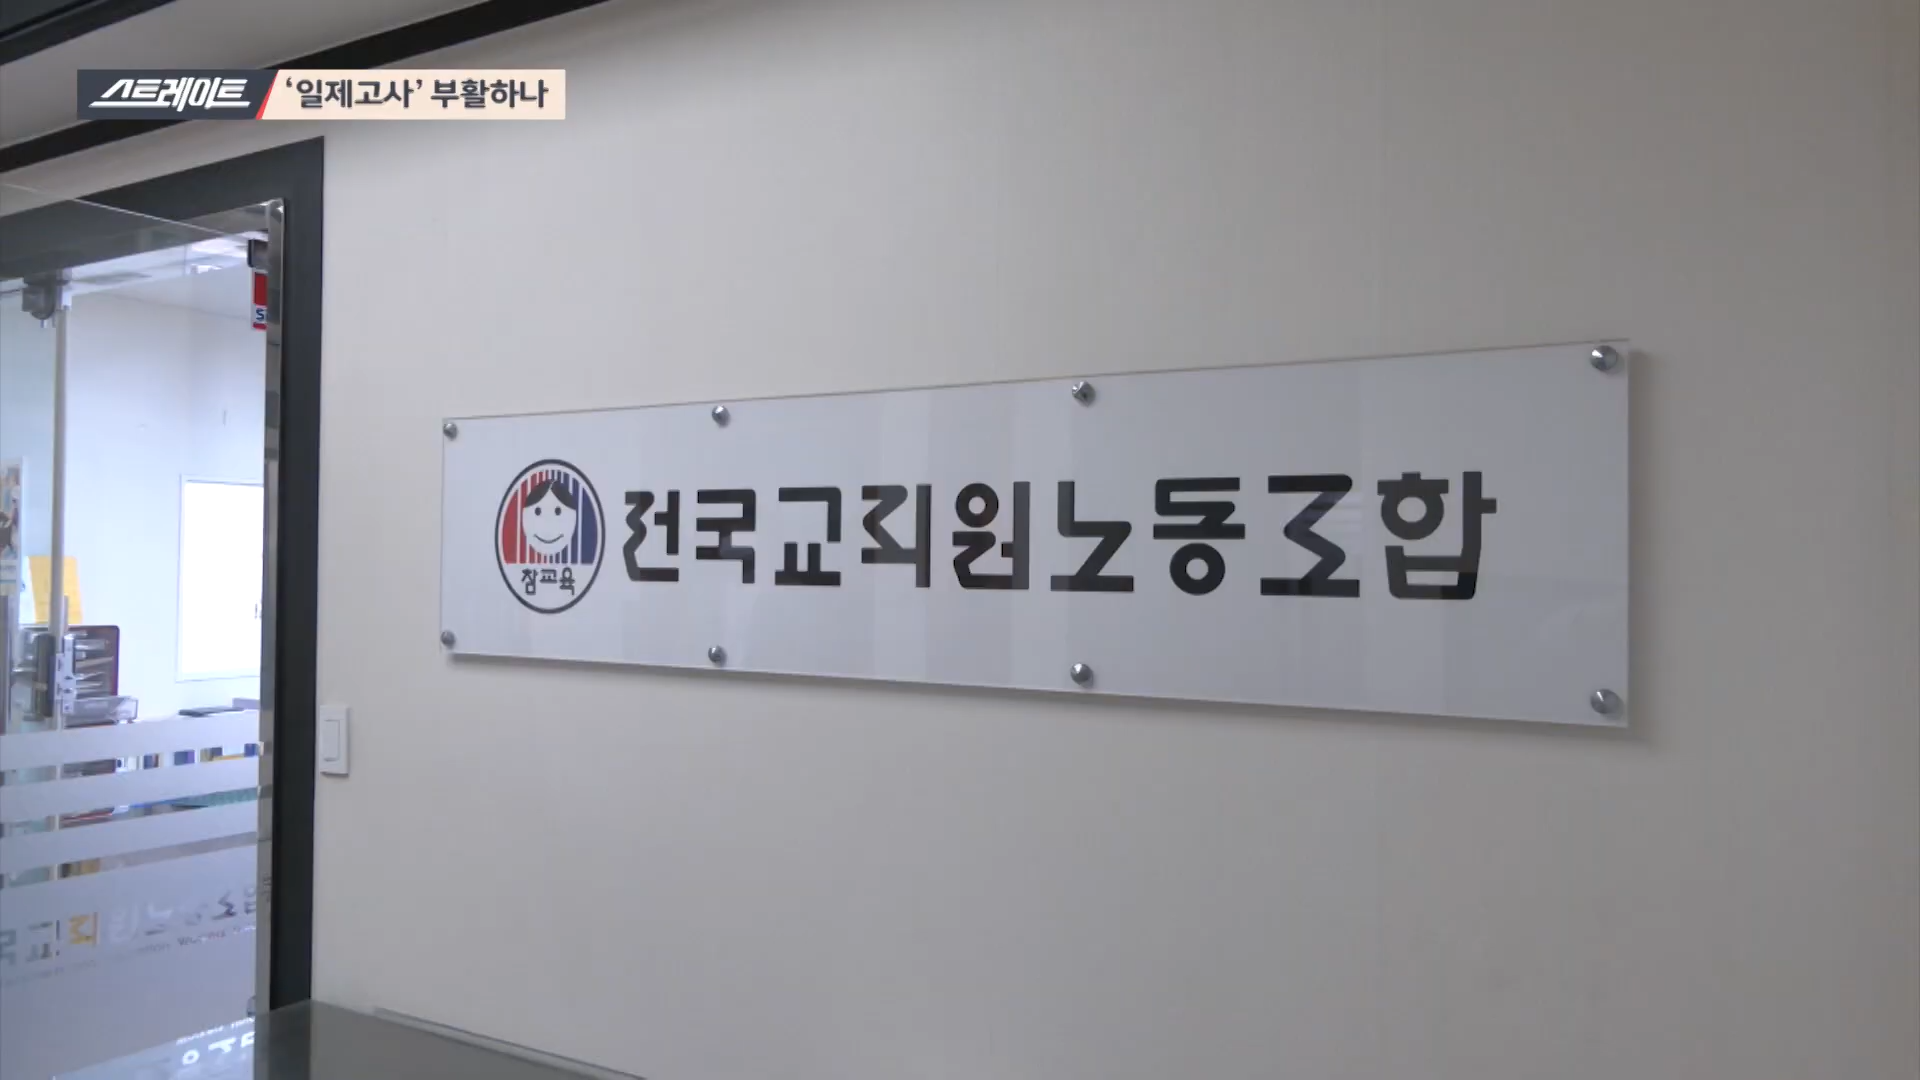 스트레이트 '일제고사' 부활하나
참교육
전국교직원노동조합